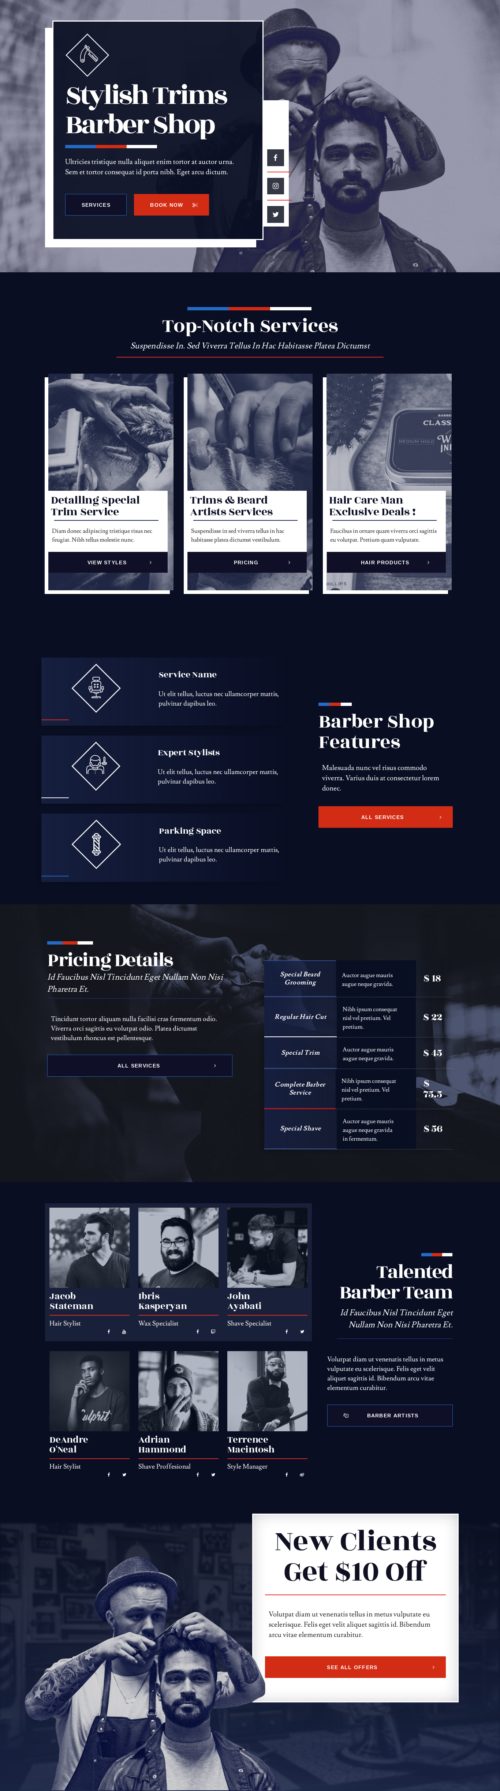 Stylish Trims
Barber Shop
Ultricies tristique nulla aliquet enim tortor at auctor urna.
Sem et tortor consequat id porta nibh. Eget arcu dictum.
SERVICES
BOOK NOW
Top-Notch Services
Suspendisse In. Sed Viverra Tellus In Hac Habitasse Platea Dictumst
CLASS
MEDIUM HOLD
Detailing Special
Trim Service
Diam donec adipiscing tristique risus nec
feugiat. Nibh tellus molestie nunc.
VIEW STYLES
Trims & Beard
Artists Services
Suspendisse in sed viverra tellus in hac
habitasse platea dictumst vestibulum.
PRICING
Hair Care Man
Exclusive Deals !
Faucibus in ornare quam viverra orci sagittis
eu volutpat. Pretium quam vulputate.
HAIR PRODUCTS
Service Name
Ut elit tellus, luctus nec ullamcorper mattis,
pulvinar dapibus leo.
Expert Stylists
Ut elit tellus, luctus nec ullamcorper mattis,
pulvinar dapibus leo.
Parking Space
Ut elit tellus, luctus nec ullamcorper mattis,
pulvinar dapibus leo.
Barber Shop
Features
Malesuada nunc vel risus commodo
viverra. Varius duis at consectetur lorem
donec.
ALL SERVICES
Pricing Details
Id Faucibus Nisl Tincidunt Eget Nullam Non Nisi
Pharetra Et.
Tincidunt tortor aliquam nulla facilisi cras fermentum odio.
Viverra orci sagittis eu volutpat odio. Platea dictumst
vestibulum rhoncus est pellentesque.
ALL SERVICES
Special Beard
Grooming
Auctor augue mauris
augue neque gravida.
$ 18
Regular Hair Cut
Nibh ipsum consequat
nisl vel pretium. Vel
pretium.
$ 22
Special Trim
Auctor augue mauris
augue neque gravida.
$ 45
Complete Barber
Service
Nibh ipsum consequat
nisl vel pretium. Vel
pretium.
$
75.5
Special Shave
Auctor augue mauris
augue neque gravida
in fermentum.
$ 56
Jacob
Stateman
Hair Stylist
Ibris
Kasperyan
Wax Specialist
John
Ayabati
Shave Specialist
DeAndre
O'Neal
Hair Stylist
Adrian
Hammond
Shave Proffesional
Terrence
Macintosh
Style Manager
Talented
Barber Team
Id Faucibus Nisl Tincidunt Eget
Nullam Non Nisi Pharetra Et.
Volutpat diam ut venenatis tellus in metus
vulputate eu scelerisque. Felis eget velit
aliquet sagittis id. Bibendum arcu vitae
elementum curabitur.
BARBER ARTISTS
New Clients
Get $10 Off
Volutpat diam ut venenatis tellus in metus vulputate eu
scelerisque. Felis eget velit aliquet sagittis id. Bibendum
arcu vitae elementum curabitur.
SEE ALL OFFERS